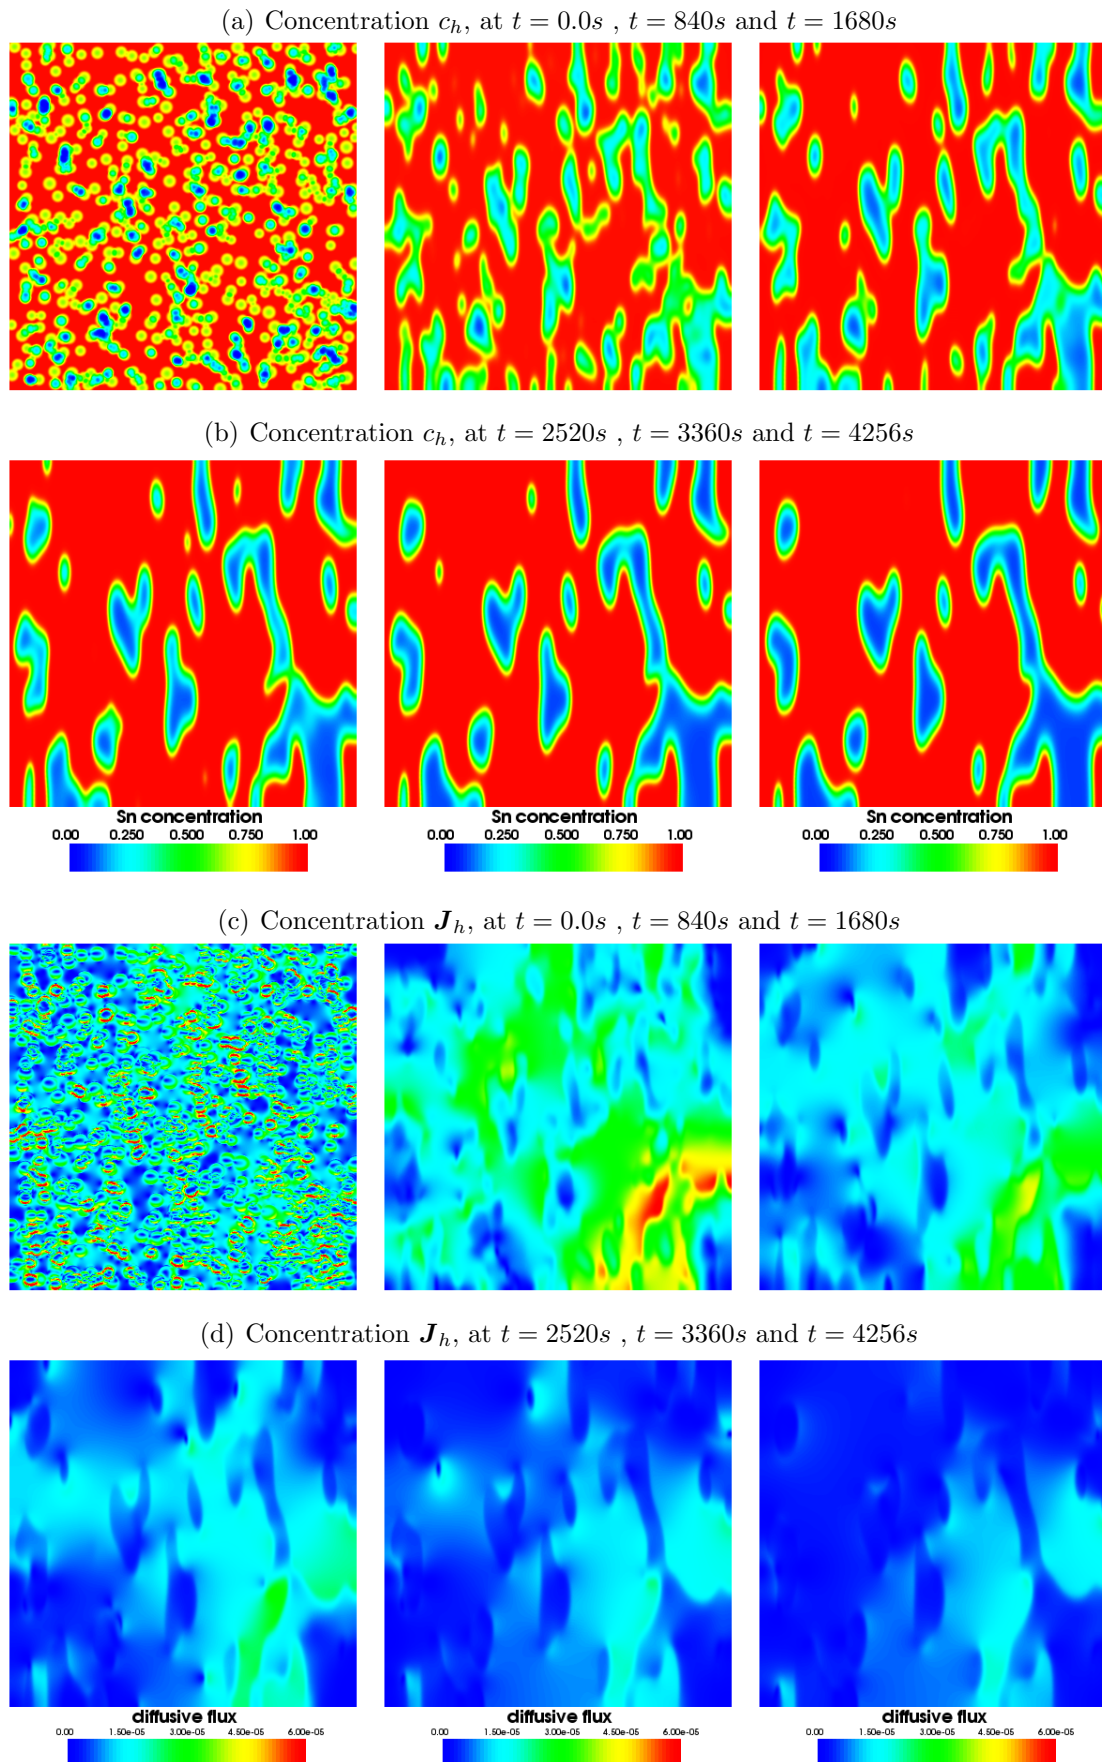 (a) Concentration c_h, at t = 0.0s , t = 840s and t = 1680s
(b) Concentration c_h, at t = 2520s , t = 3360s and t = 4256s
Sn concentration Sn concentration Sn concentration
0.00 0.250 0.500 0.750 1.00 0.00 0.250 0.500 0.750 1.00 0.00 0.250 0.500 0.750 1.00
(c) Concentration J_h, at t = 0.0s , t = 840s and t = 1680s
(d) Concentration J_h, at t = 2520s , t = 3360s and t = 4256s
diffusive flux diffusive flux diffusive flux
0.00 1.50e-05 3.00e-05 4.50e-05 6.00e-05 0.00 1.50e-05 3.00e-05 4.50e-05 6.00e-05 0.00 1.50e-05 3.00e-05 4.50e-05 6.00e-05